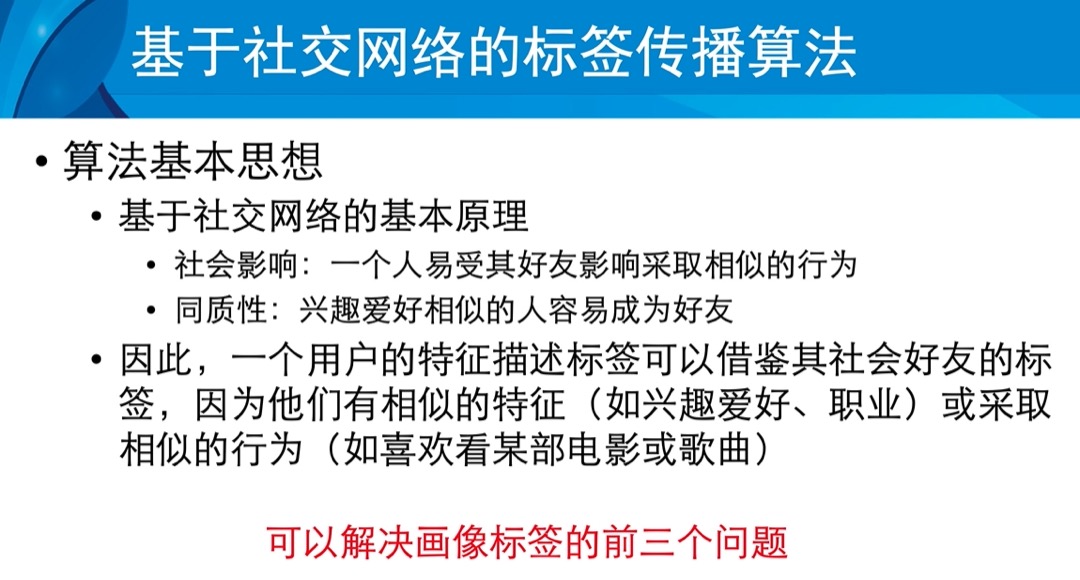 基于社交网络的标签传播算法
• 算法基本思想
• 基于社交网络的基本原理
• 社会影响：一个人易受其好友影响采取相似的行为
• 同质性：兴趣爱好相似的人容易成为好友
• 因此，一个用户的特征描述标签可以借鉴其社会好友的标
签，因为他们有相似的特征（如兴趣爱好、职业）或采取
相似的行为（如喜欢看某部电影或歌曲）
可以解决画像标签的前三个问题